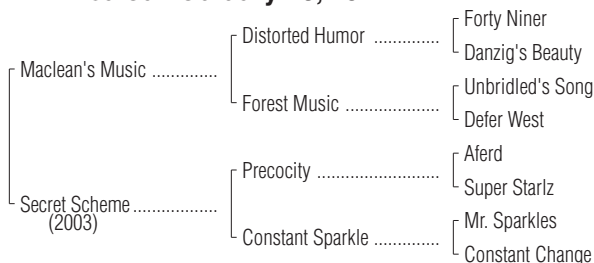 Forty Niner
Distorted Humor ..............
Danzig's Beauty
Maclean's Music ..............
Unbridled's Song
Forest Music ....................
Defer West
Aferd
Precocity ..........................
Super Starlz
Secret Scheme ..................
(2003)
Mr. Sparkles
Constant Sparkle ..............
Constant Change